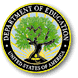 DEPARTMENT OF EDUCATION
UNITED STATES OF AMERICA